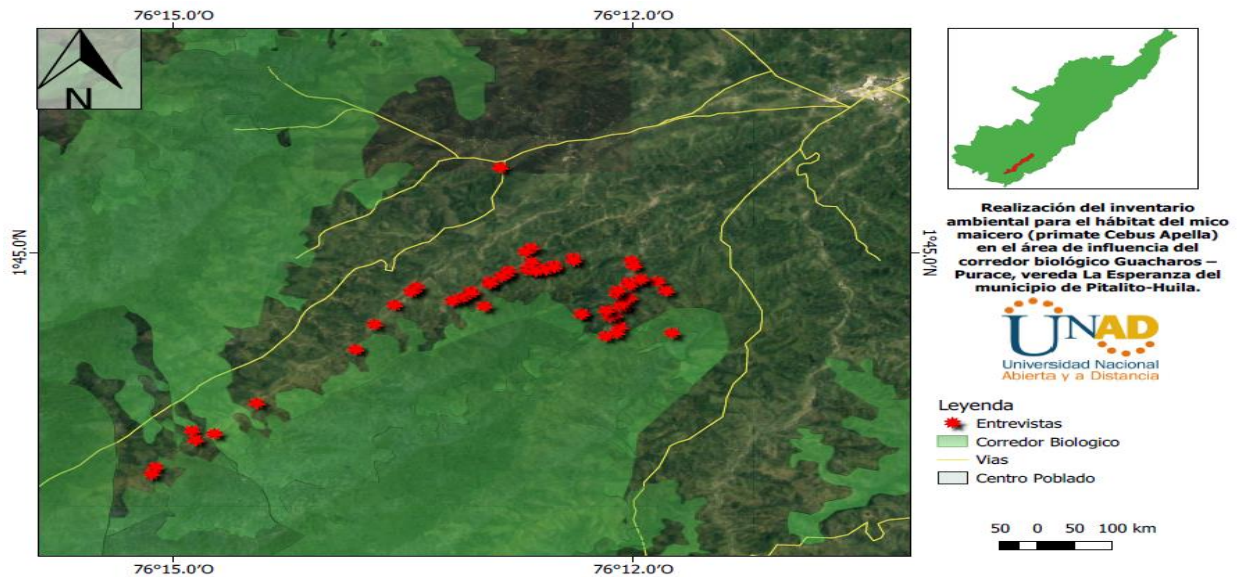 76°15.0'O
76°12.0'O
N
1°45.0'N
1°45.0'N
Realización del inventario
ambiental para el hábitat del mico
maicero (primate Cebus Apella)
en el área de influencia del
corredor biológico Guacharos –
Purace, vereda La Esperanza del
municipio de Pitalito-Huila.
UNAD
Universidad Nacional
Abierta y a Distancia
Leyenda
Entrevistas
Corredor Biologico
Vias
Centro Poblado
50 0 50 100 km
76°15.0'O
76°12.0'O